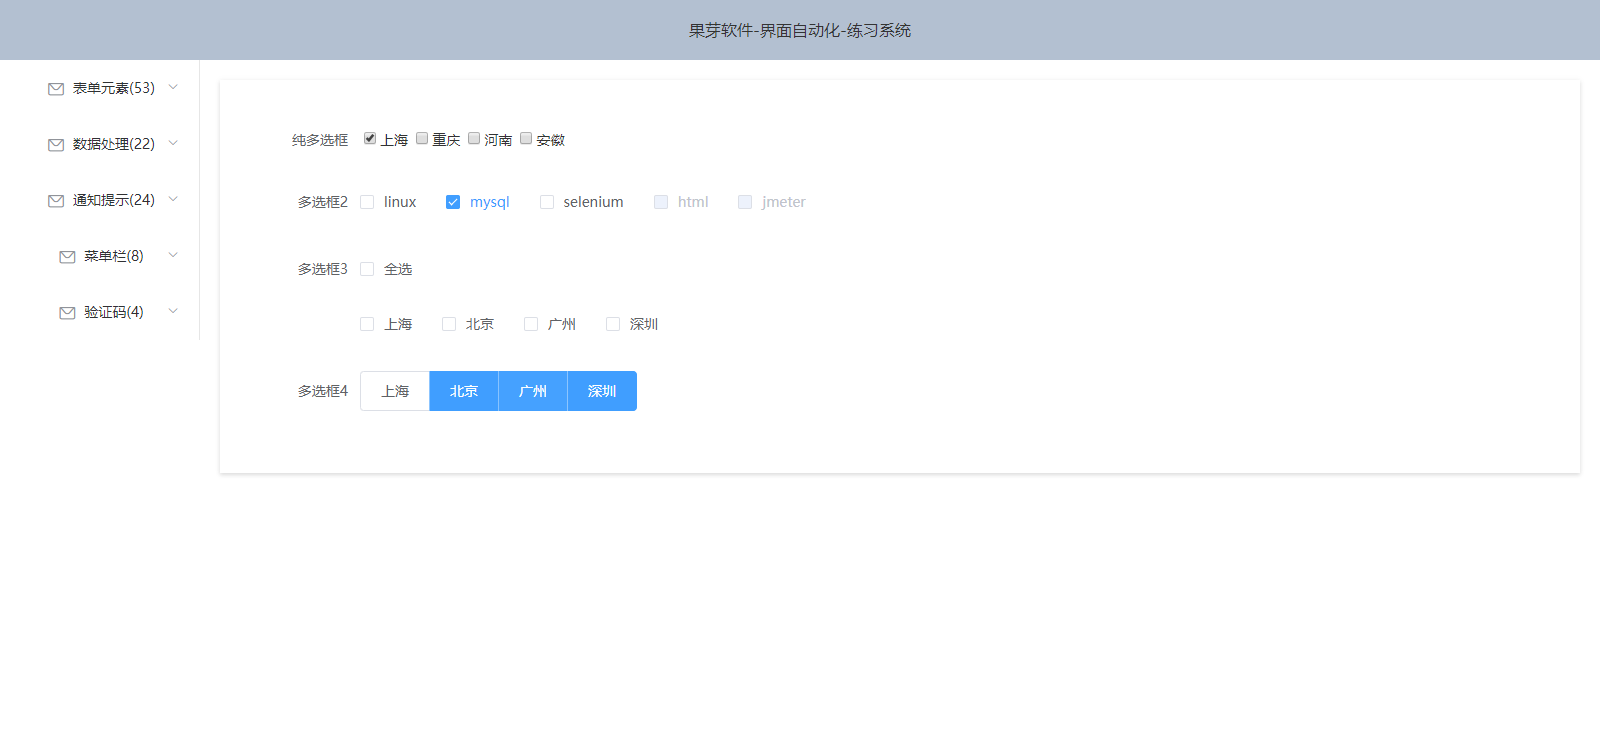 果芽软件-界面自动化-练习系统
表单元素(53)
数据处理(22)
通知提示(24)
菜单栏(8)
验证码(4)
纯多选框 上海 重庆 河南 安徽
多选框2 linux mysql selenium html jmeter
多选框3 全选
上海 北京 广州 深圳
多选框4 上海 北京 广州 深圳